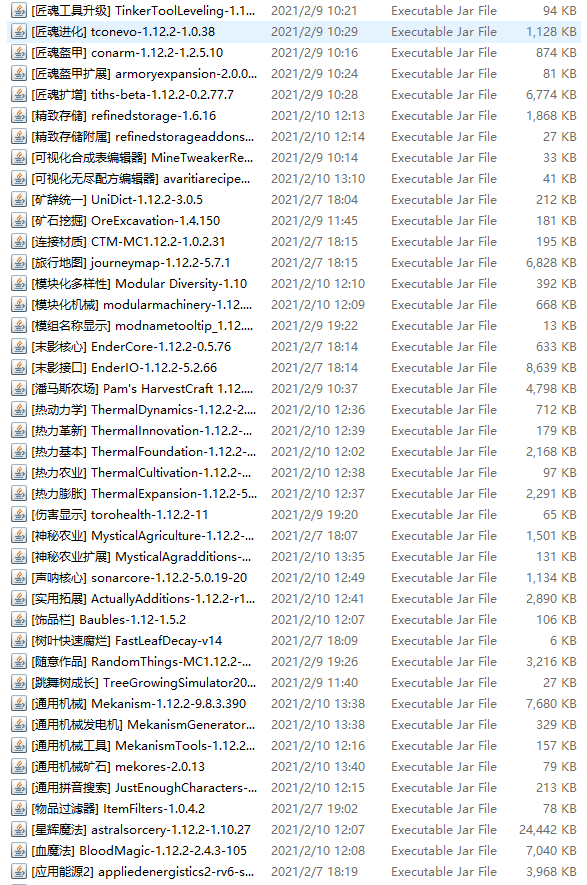 [匠魂工具升级] TinkerToolLeveling-1.1... 2021/2/9 10:21 Executable Jar File 94 KB
[匠魂进化] tconevo-1.12.2-1.0.38 2021/2/9 10:29 Executable Jar File 1,128 KB
[匠魂盔甲] conarm-1.12.2-1.2.5.10 2021/2/9 10:16 Executable Jar File 874 KB
[匠魂盔甲扩展] armoryexpansion-2.0.0... 2021/2/9 10:24 Executable Jar File 81 KB
[匠魂扩增] tiths-beta-1.12.2-0.2.77.7 2021/2/9 10:28 Executable Jar File 6,774 KB
[精致存储] refinedstorage-1.6.16 2021/2/10 12:13 Executable Jar File 1,868 KB
[精致存储附属] refinedstorageaddons... 2021/2/10 12:14 Executable Jar File 27 KB
[可视化合成表编辑器] MineTweakerRe... 2021/2/9 10:14 Executable Jar File 33 KB
[可视化无尽配方编辑器] avaritiarecipe... 2021/2/10 13:10 Executable Jar File 41 KB
[矿辞统一] UniDict-1.12.2-3.0.5 2021/2/7 18:04 Executable Jar File 212 KB
[矿石挖掘] OreExcavation-1.4.150 2021/2/9 11:45 Executable Jar File 181 KB
[连接材质] CTM-MC1.12.2-1.0.2.31 2021/2/7 18:15 Executable Jar File 195 KB
[旅行地图] journeymap-1.12.2-5.7.1 2021/2/7 18:15 Executable Jar File 6,828 KB
[模块化多样性] Modular Diversity-1.10 2021/2/10 12:10 Executable Jar File 392 KB
[模块化机械] modularmachinery-1.12.... 2021/2/10 12:09 Executable Jar File 668 KB
[模组名称显示] modnametooltip_1.12.... 2021/2/9 19:22 Executable Jar File 13 KB
[末影核心] EnderCore-1.12.2-0.5.76 2021/2/7 18:14 Executable Jar File 633 KB
[末影接口] EnderIO-1.12.2-5.2.66 2021/2/7 18:14 Executable Jar File 8,639 KB
[潘马斯农场] Pam's HarvestCraft 1.12.... 2021/2/9 10:37 Executable Jar File 4,798 KB
[热动力学] ThermalDynamics-1.12.2-2.... 2021/2/10 12:36 Executable Jar File 712 KB
[热力革新] ThermalInnovation-1.12.2-... 2021/2/10 12:39 Executable Jar File 179 KB
[热力基本] ThermalFoundation-1.12.2-... 2021/2/10 12:02 Executable Jar File 2,168 KB
[热力农业] ThermalCultivation-1.12.2-... 2021/2/10 12:38 Executable Jar File 97 KB
[热力膨胀] ThermalExpansion-1.12.2-5... 2021/2/10 12:37 Executable Jar File 2,291 KB
[伤害显示] torohealth-1.12.2-11 2021/2/9 19:20 Executable Jar File 65 KB
[神秘农业] MysticalAgriculture-1.12.2-... 2021/2/7 18:07 Executable Jar File 1,501 KB
[神秘农业扩展] MysticalAgradditions-... 2021/2/10 13:35 Executable Jar File 131 KB
[声呐核心] sonarcore-1.12.2-5.0.19-20 2021/2/10 12:49 Executable Jar File 1,134 KB
[实用拓展] ActuallyAdditions-1.12.2-r1... 2021/2/10 12:41 Executable Jar File 2,890 KB
[饰品栏] Baubles-1.12-1.5.2 2021/2/10 12:07 Executable Jar File 106 KB
[树叶快速腐烂] FastLeafDecay-v14 2021/2/7 18:09 Executable Jar File 6 KB
[随意作品] RandomThings-MC1.12.2-... 2021/2/9 19:26 Executable Jar File 3,216 KB
[跳舞树成长] TreeGrowingSimulator20... 2021/2/9 11:40 Executable Jar File 27 KB
[通用机械] Mekanism-1.12.2-9.8.3.390 2021/2/10 13:38 Executable Jar File 7,680 KB
[通用机械发电机] MekanismGenerator... 2021/2/10 13:38 Executable Jar File 329 KB
[通用机械工具] MekanismTools-1.12.2... 2021/2/10 12:16 Executable Jar File 157 KB
[通用机械矿石] mekores-2.0.13 2021/2/10 13:40 Executable Jar File 79 KB
[通用拼音搜索] JustEnoughCharacters-... 2021/2/10 12:15 Executable Jar File 213 KB
[物品过滤器] ItemFilters-1.0.4.2 2021/2/7 19:02 Executable Jar File 78 KB
[星辉魔法] astralsorcery-1.12.2-1.10.27 2021/2/10 12:07 Executable Jar File 24,442 KB
[血魔法] BloodMagic-1.12.2-2.4.3-105 2021/2/10 12:08 Executable Jar File 7,040 KB
[应用能源2] appliedenergistics2-rv6-s... 2021/2/7 18:19 Executable Jar File 3,968 KB